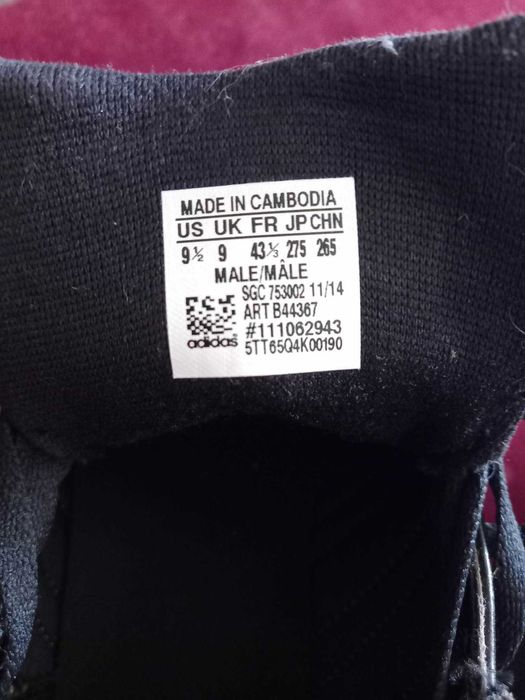 MADE IN CAMBODIA
US UK FR JP CHN
9½ 9 43⅓ 275 265
MALE/MÂLE
SGC 753002 11/14
ART B44367
#111062943
adidas 5TT65Q4K00190